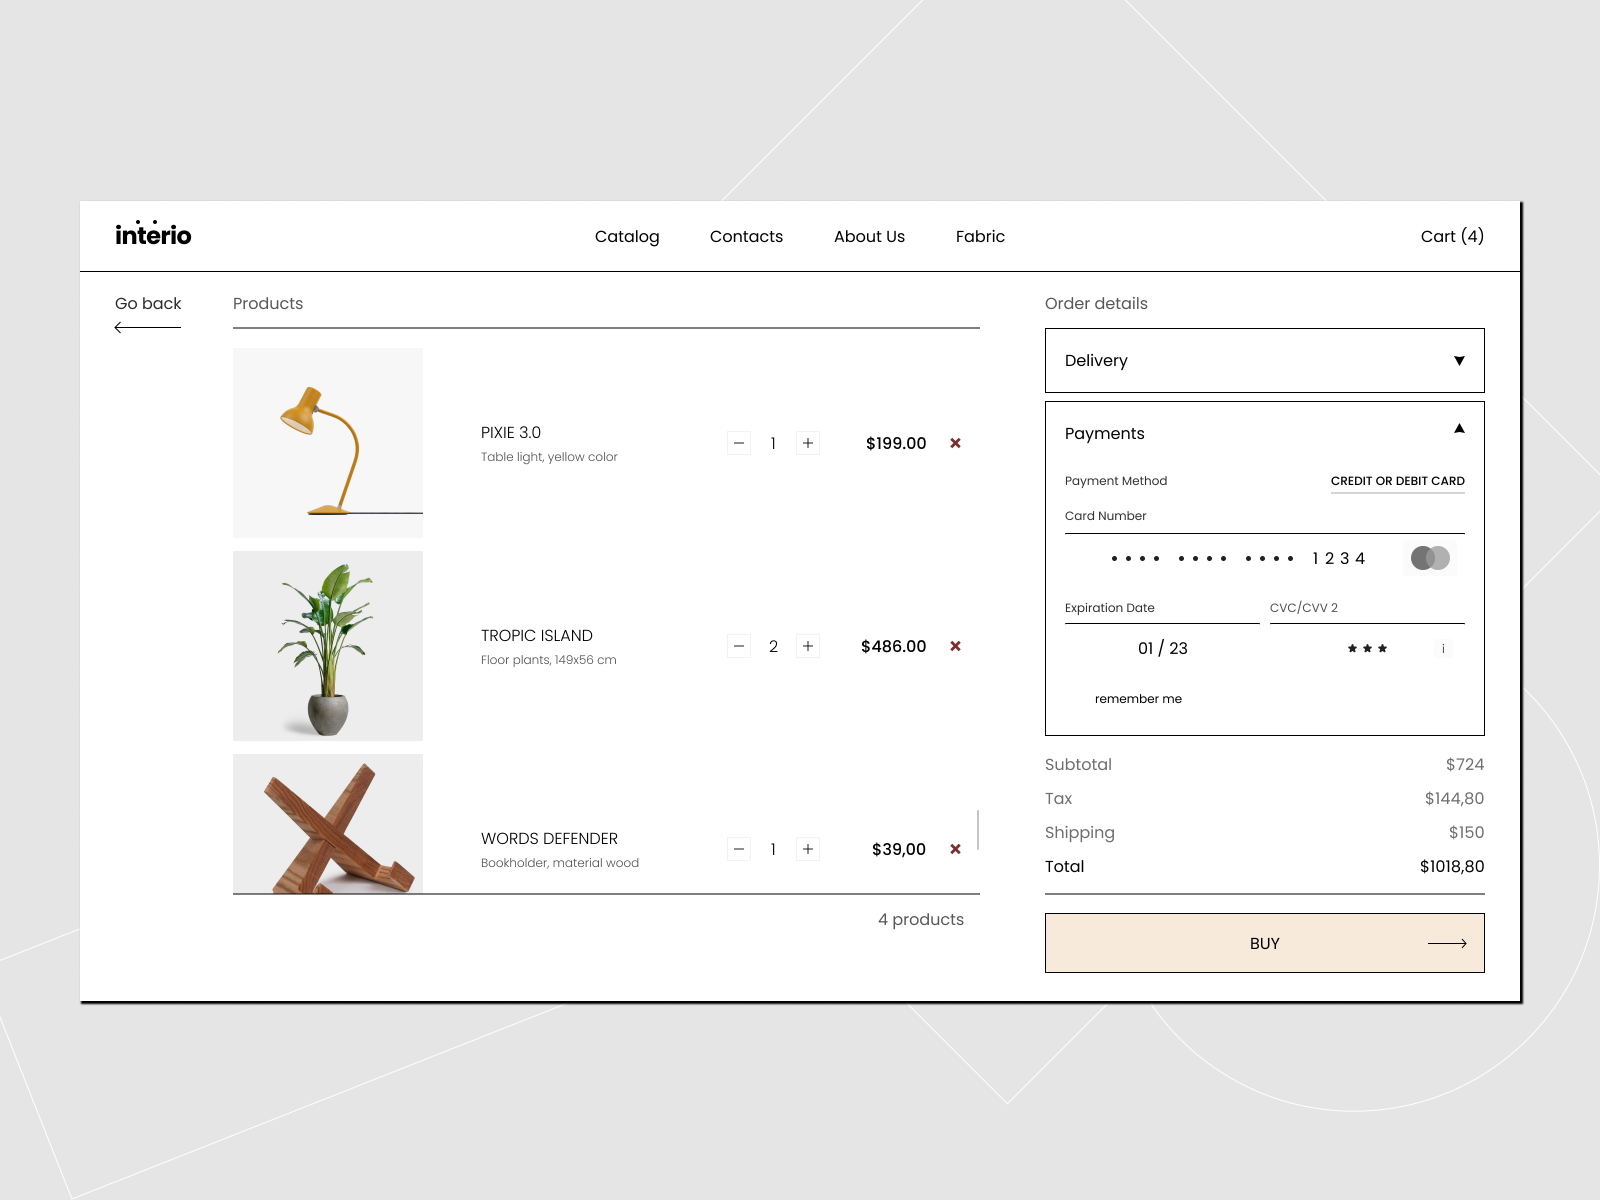 interio
Catalog
Contacts
About Us
Fabric
Cart (4)
Go back
Products
PIXIE 3.0
Table light, yellow color
1
$199.00
TROPIC ISLAND
Floor plants, 149x56 cm
2
$486.00
WORDS DEFENDER
Bookholder, material wood
1
$39,00
4 products
Order details
Delivery
Payments
Payment Method
CREDIT OR DEBIT CARD
Card Number
•••• •••• •••• 1234
Expiration Date
CVC/CVV 2
01 / 23
***
i
remember me
Subtotal
$724
Tax
$144,80
Shipping
$150
Total
$1018,80
BUY